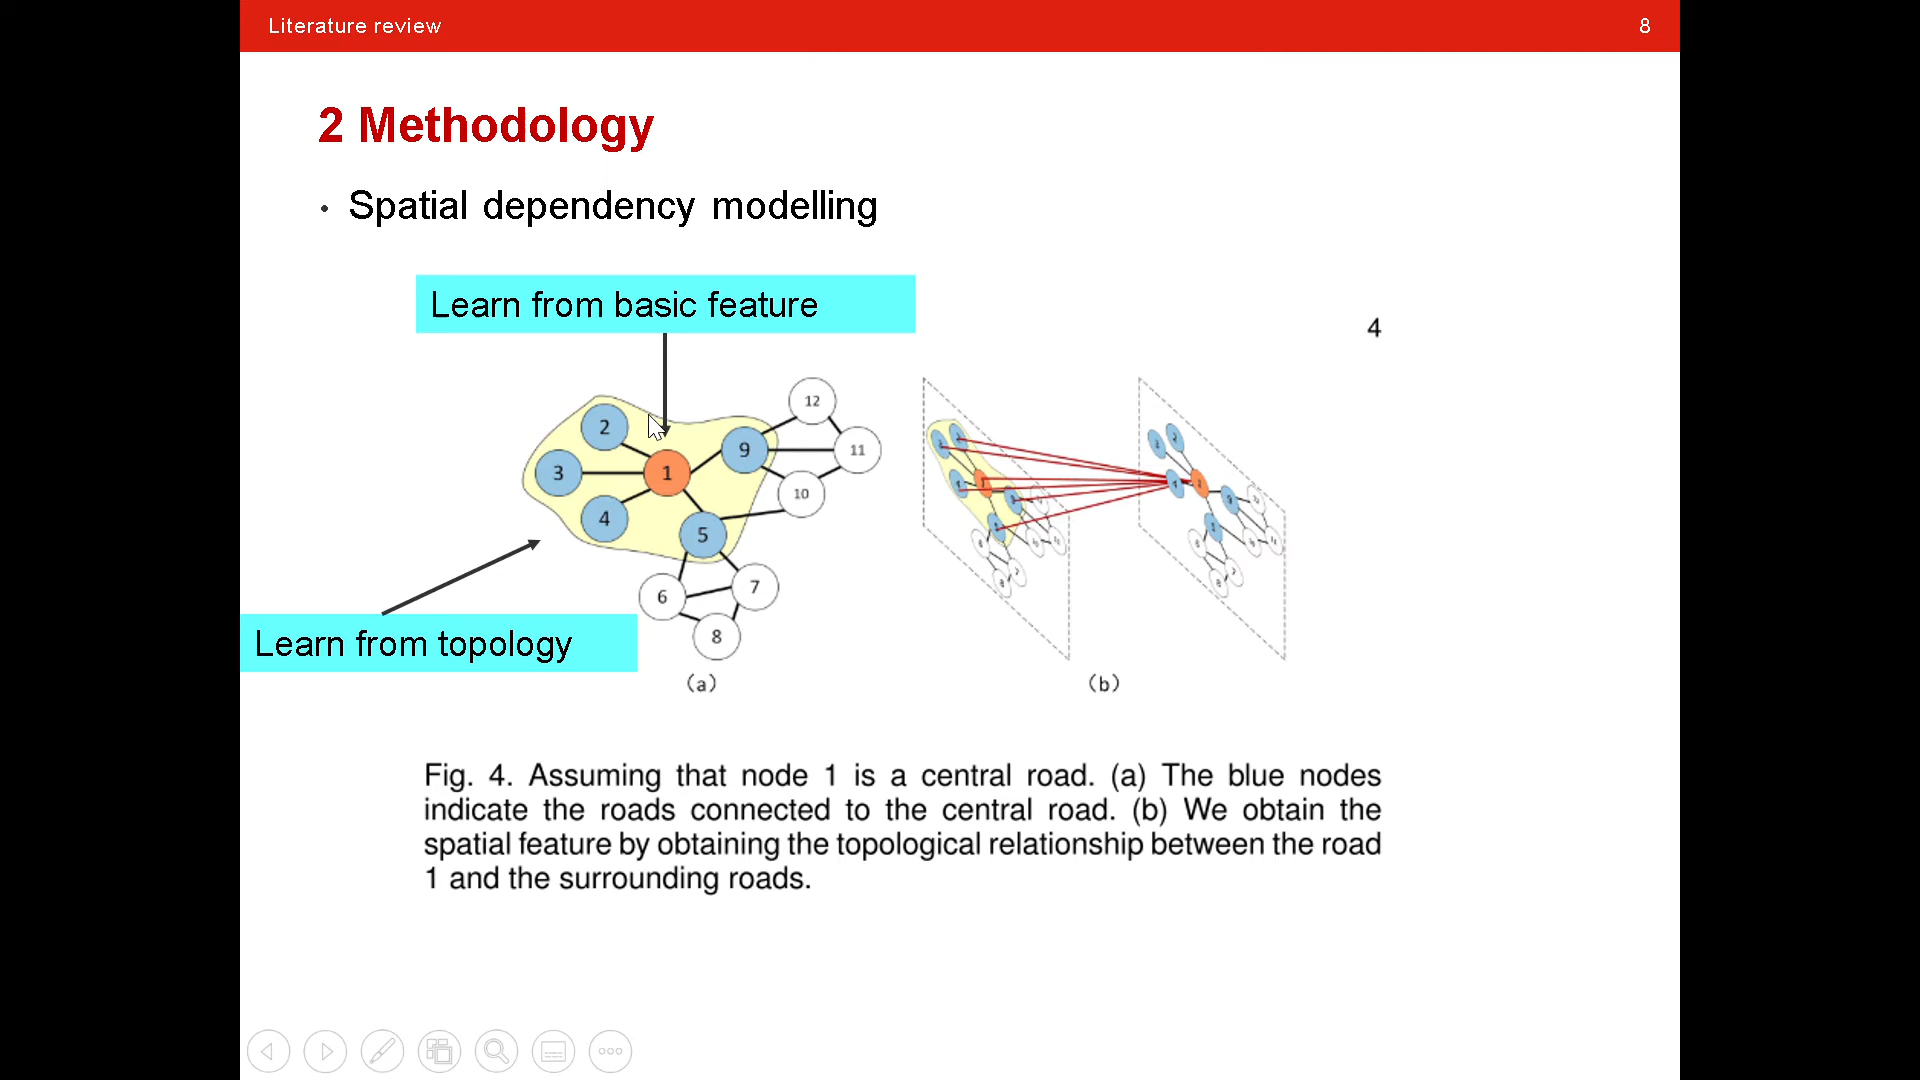 Literature review
8
2 Methodology
• Spatial dependency modelling
Learn from basic feature
4
12
2
9
11
3
1
10
4
5
7
6
8
Learn from topology
(a)
(b)
Fig. 4. Assuming that node 1 is a central road. (a) The blue nodes
indicate the roads connected to the central road. (b) We obtain the
spatial feature by obtaining the topological relationship between the road
1 and the surrounding roads.